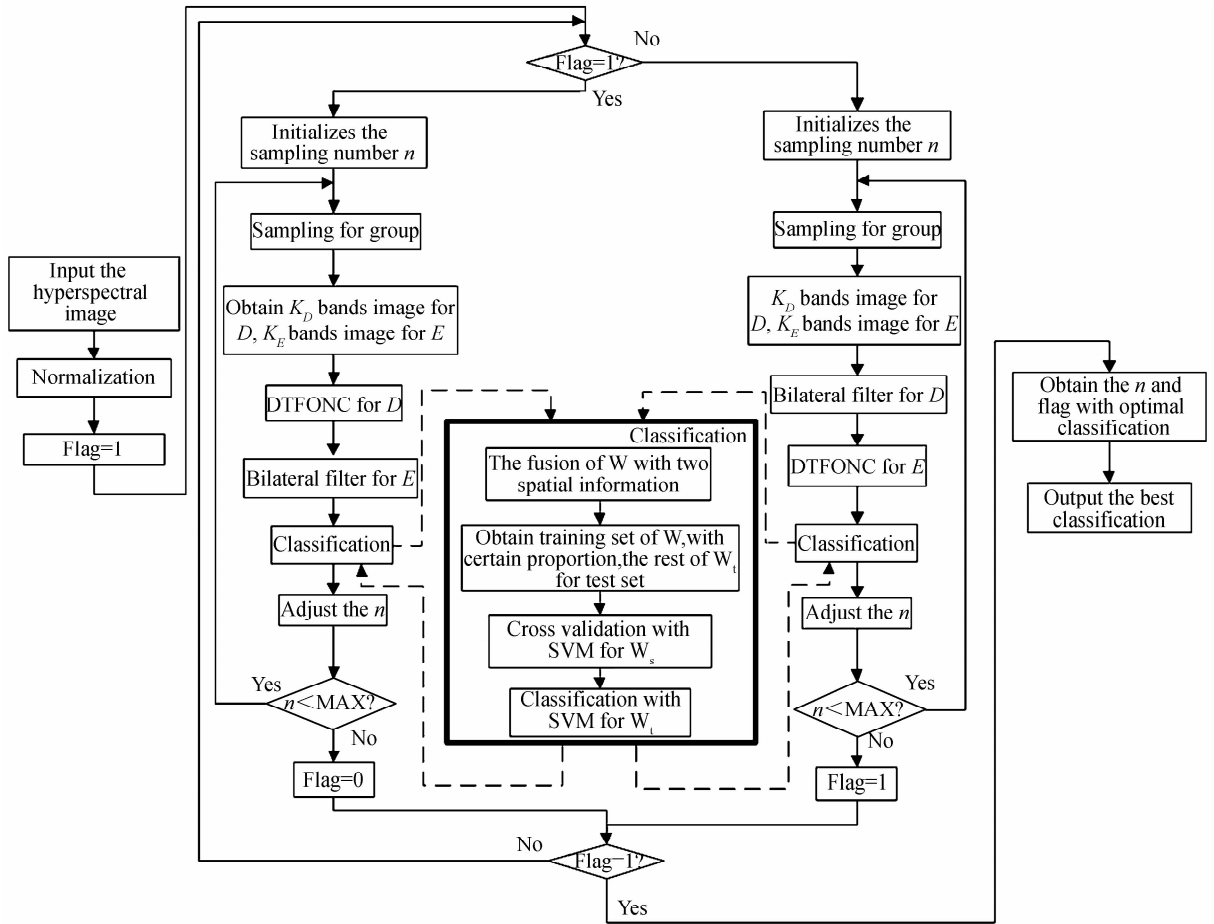 Input the
hyperspectral
image
Normalization
Flag=1
Flag=1?
No
Yes
Initializes the
sampling number n
Sampling for group
Obtain K_D bands image for
D, K_E bands image for E
DTFONC for D
Bilateral filter for E
Classification
Adjust the n
n<MAX?
Yes
No
Flag=0
Classification
The fusion of W with two
spatial information
Obtain training set of W,with
certain proportion,the rest of W_t
for test set
Cross validation with
SVM for W_s
Classification with
SVM for W_t
Initializes the
sampling number n
Sampling for group
K_D bands image for
D, K_E bands image for E
Bilateral filter for D
DTFONC for E
Classification
Adjust the n
n<MAX?
Yes
No
Flag=1
Flag=1?
No
Yes
Obtain the n and
flag with optimal
classification
Output the best
classification